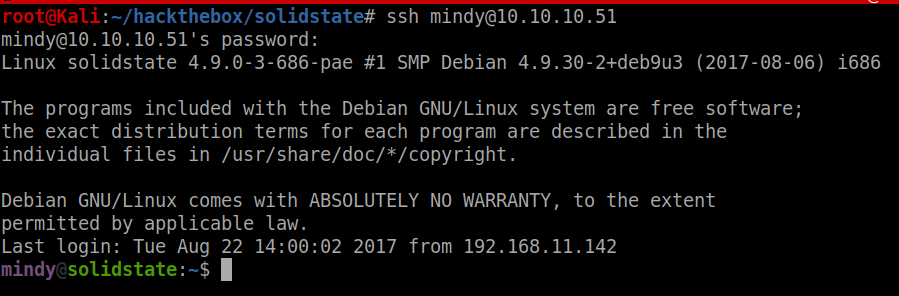 root@Kali:~/hackthebox/solidstate# ssh mindy@10.10.10.51
mindy@10.10.10.51's password:
Linux solidstate 4.9.0-3-686-pae #1 SMP Debian 4.9.30-2+deb9u3 (2017-08-06) i686
The programs included with the Debian GNU/Linux system are free software;
the exact distribution terms for each program are described in the
individual files in /usr/share/doc/*/copyright.
Debian GNU/Linux comes with ABSOLUTELY NO WARRANTY, to the extent
permitted by applicable law.
Last login: Tue Aug 22 14:00:02 2017 from 192.168.11.142
mindy@solidstate:~$